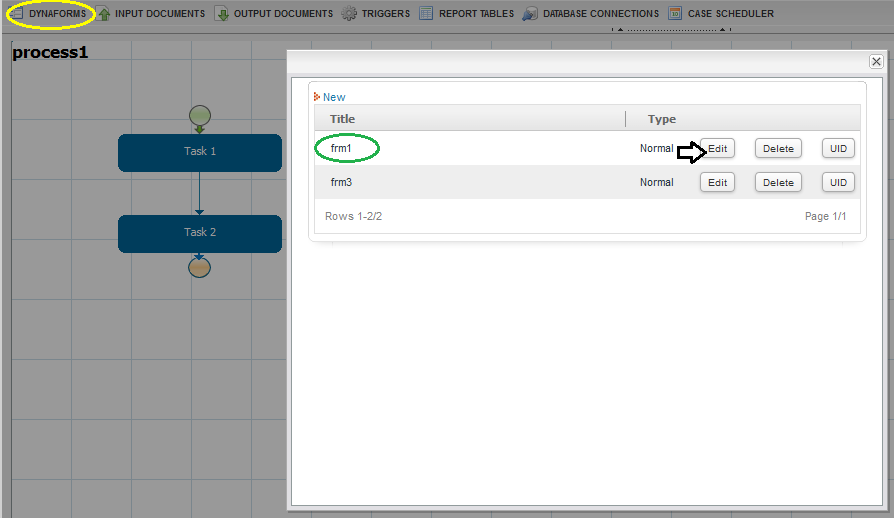 DYNAFORMS INPUT DOCUMENTS OUTPUT DOCUMENTS TRIGGERS REPORT TABLES DATABASE CONNECTIONS CASE SCHEDULER
process1
Task 1
Task 2
New
Title Type
frm1 Normal Edit Delete UID
frm3 Normal Edit Delete UID
Rows 1-2/2 Page 1/1